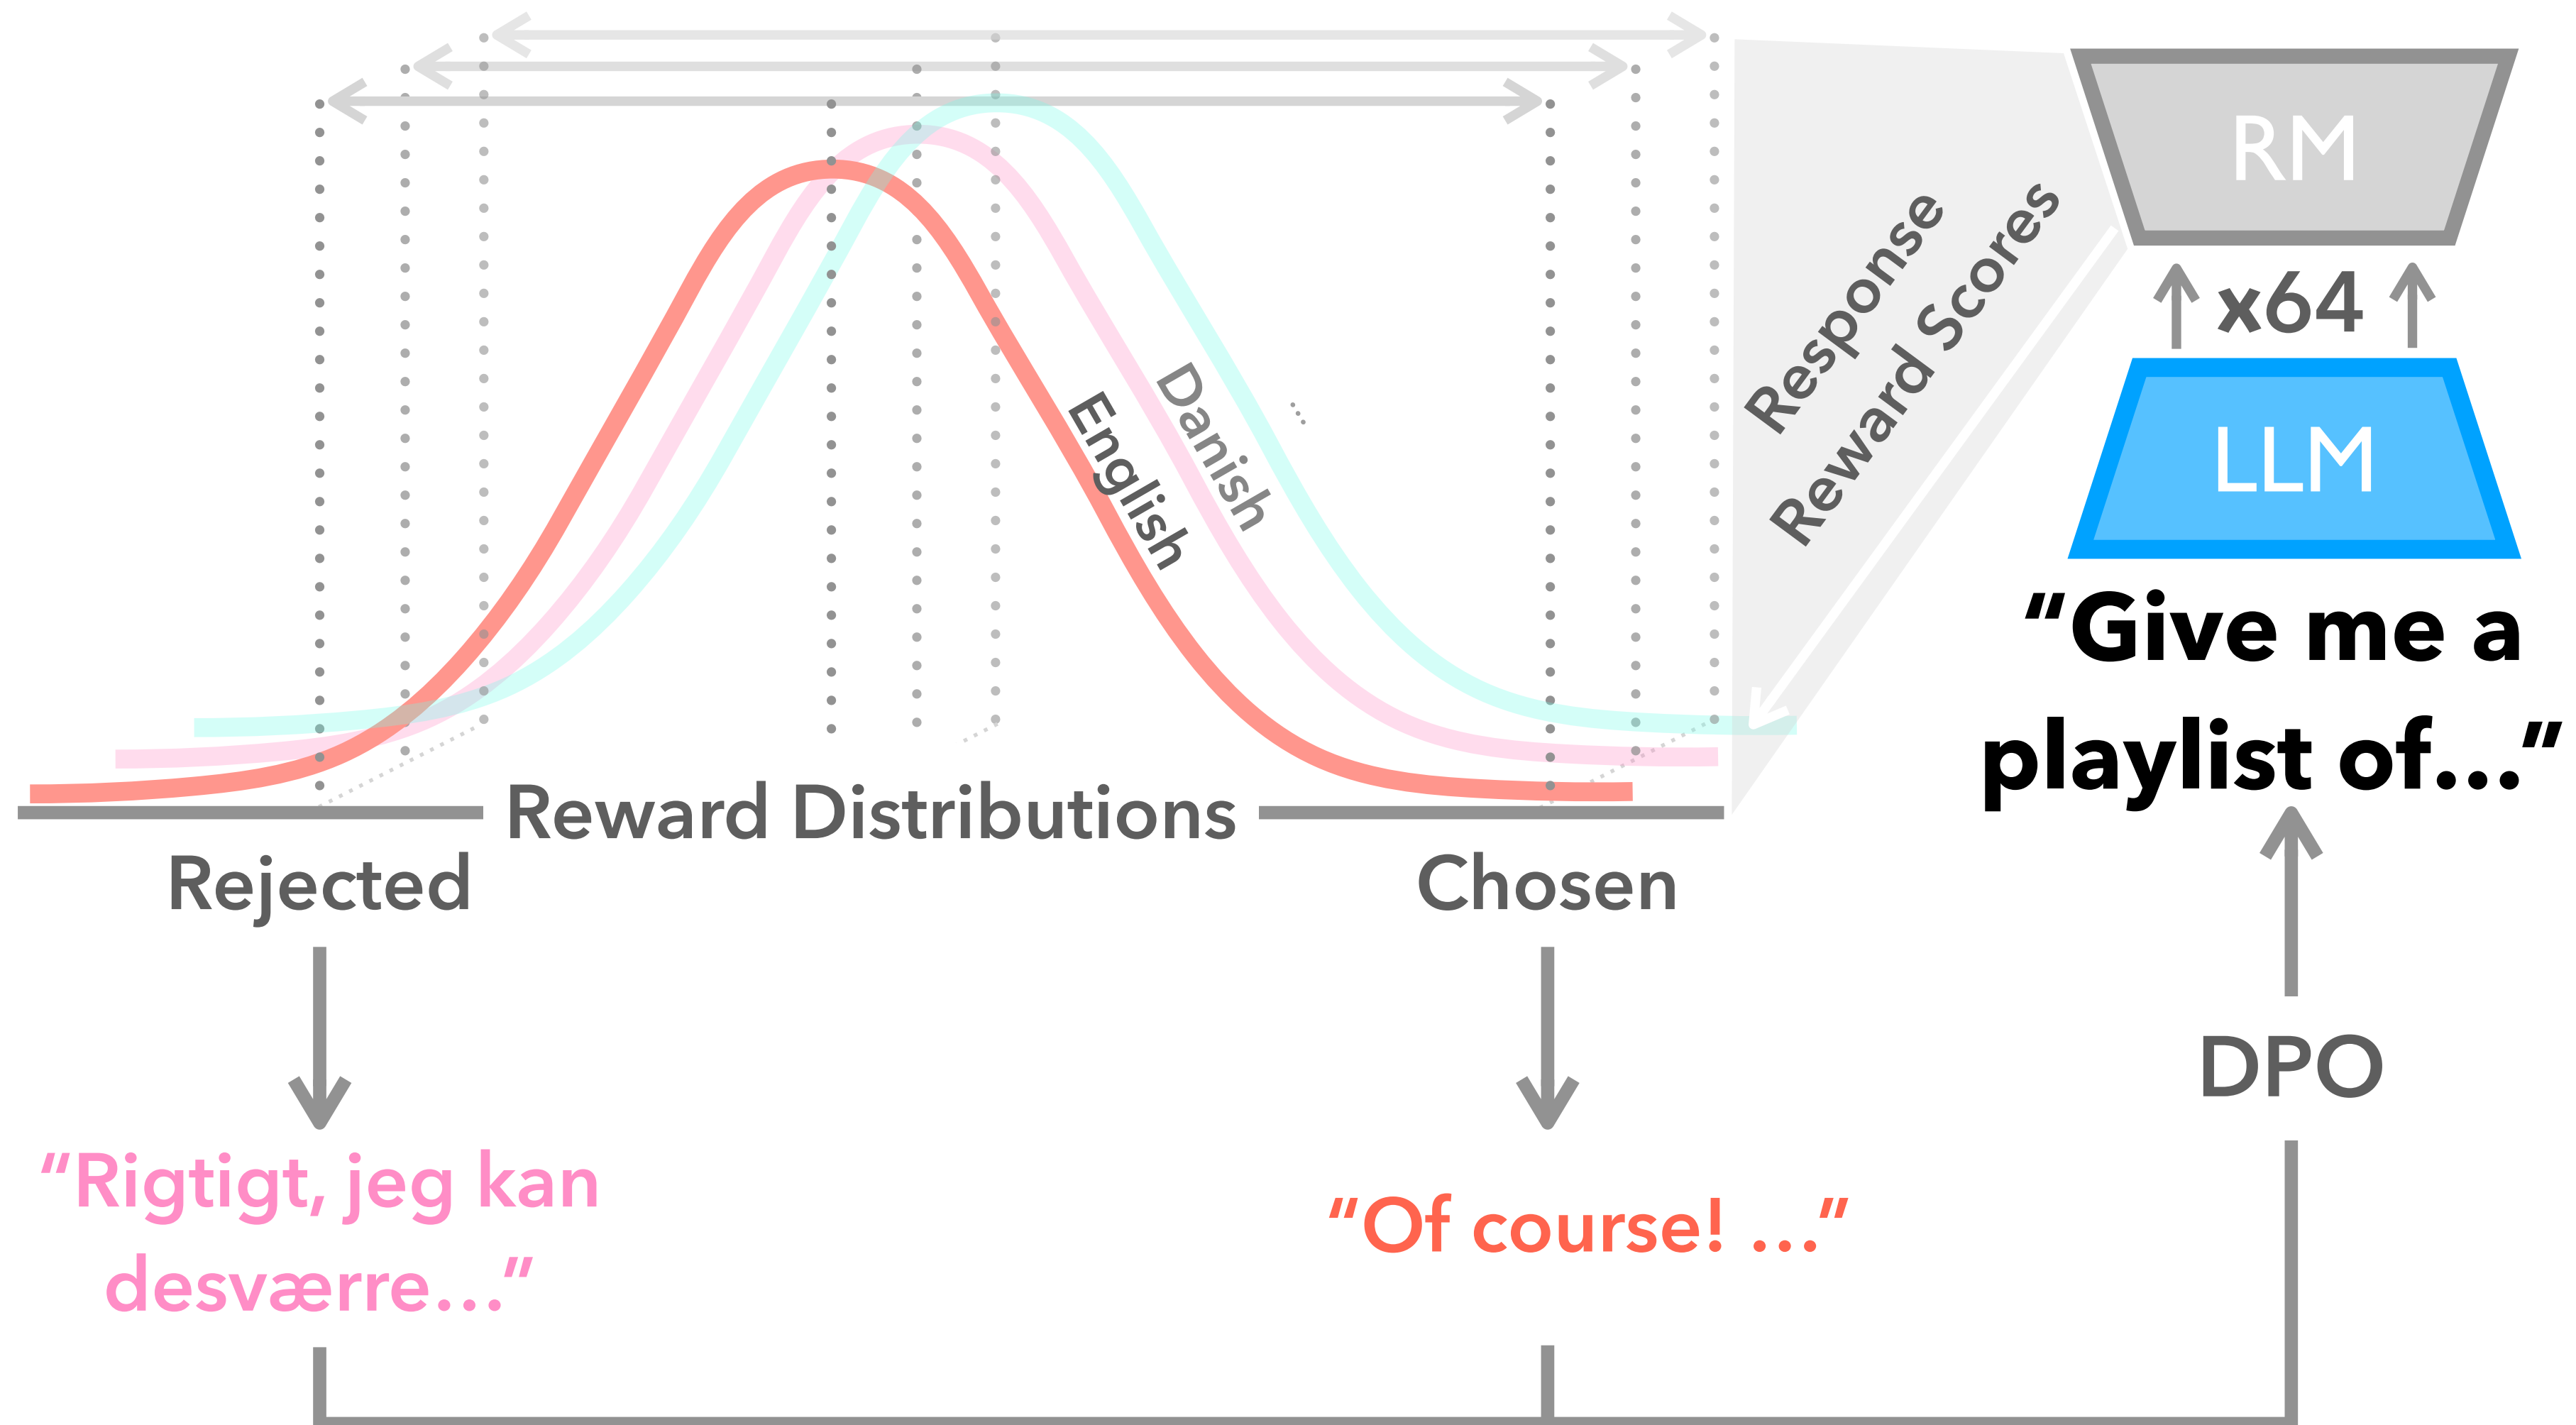 RM
x64
LLM
“Give me a
playlist of...”
Response
Reward Scores
English
Danish
...
Reward Distributions
Rejected
Chosen
“Rigtigt, jeg kan
desværre...”
“Of course! ...”
DPO